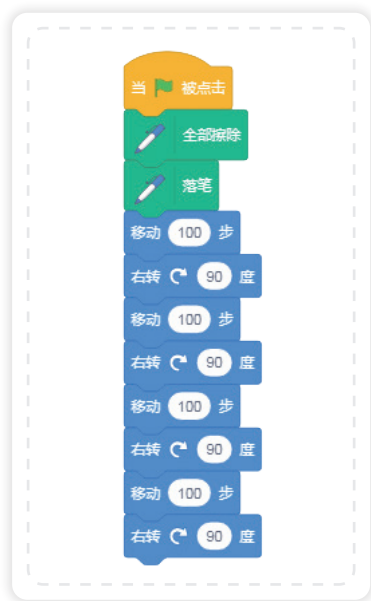 当 被点击
全部擦除
落笔
移动 100 步
右转 90 度
移动 100 步
右转 90 度
移动 100 步
右转 90 度
移动 100 步
右转 90 度